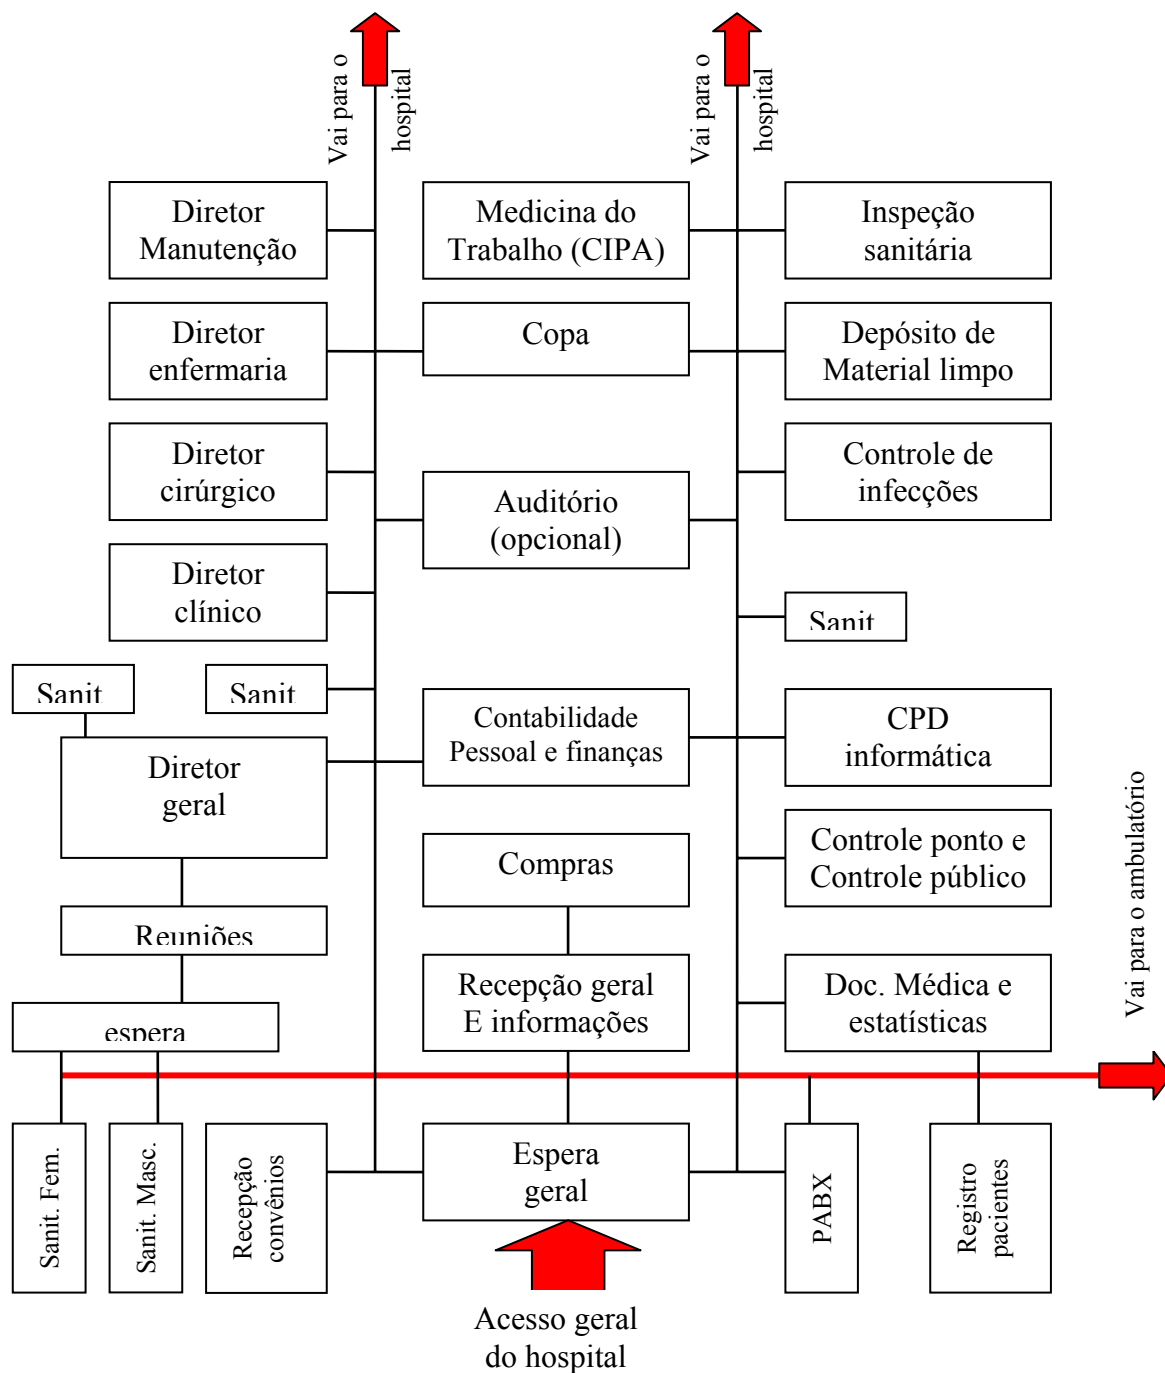 Vai para o
hospital
Vai para o
hospital
Diretor
Manutenção
Medicina do
Trabalho (CIPA)
Inspeção
sanitária
Diretor
enfermaria
Copa
Depósito de
Material limpo
Diretor
cirúrgico
Auditório
(opcional)
Controle de
infecções
Diretor
clínico
Sanit
Sanit
Sanit
Contabilidade
Pessoal e finanças
CPD
informática
Diretor
geral
Compras
Controle ponto e
Controle público
Vai para o ambulatório
Reuniões
Recepção geral
E informações
Doc. Médica e
estatísticas
espera
Sanit. Fem.
Sanit. Masc.
Recepção
convênios
Espera
geral
PABX
Registro
pacientes
Acesso geral
do hospital